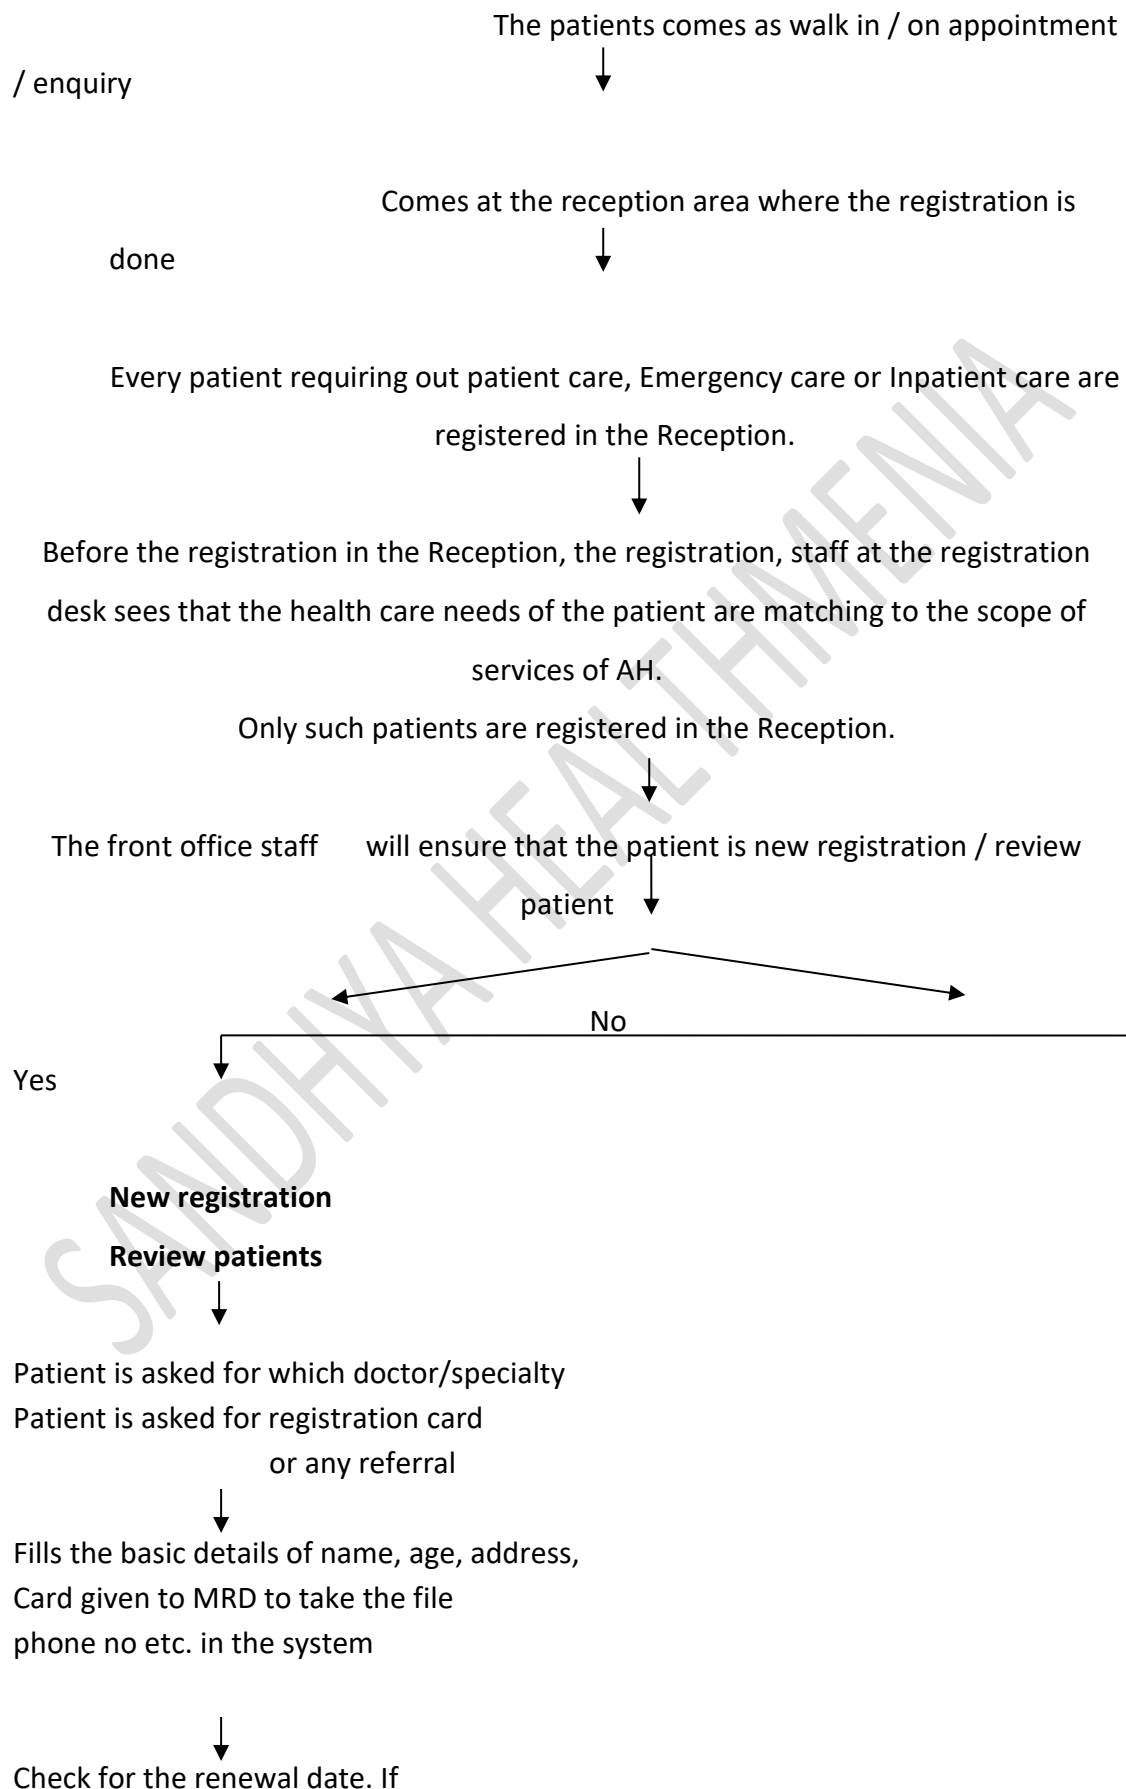 The patients comes as walk in / on appointment
/ enquiry
Comes at the reception area where the registration is
done
Every patient requiring out patient care, Emergency care or Inpatient care are
registered in the Reception.
Before the registration in the Reception, the registration, staff at the registration
desk sees that the health care needs of the patient are matching to the scope of
services of AH.
Only such patients are registered in the Reception.
The front office staff will ensure that the patient is new registration / review
patient
No
Yes
New registration
Review patients
Patient is asked for which doctor/specialty
Patient is asked for registration card
or any referral
Fills the basic details of name, age, address,
Card given to MRD to take the file
phone no etc. in the system
Check for the renewal date. If
SANDHYA HEALTHMENIA